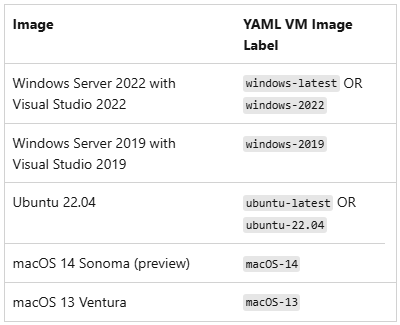 Image
YAML VM Image
Label
Windows Server 2022 with
Visual Studio 2022
windows-latest OR
windows-2022
Windows Server 2019 with
Visual Studio 2019
windows-2019
Ubuntu 22.04
ubuntu-latest OR
ubuntu-22.04
macOS 14 Sonoma (preview)
macOS-14
macOS 13 Ventura
macOS-13